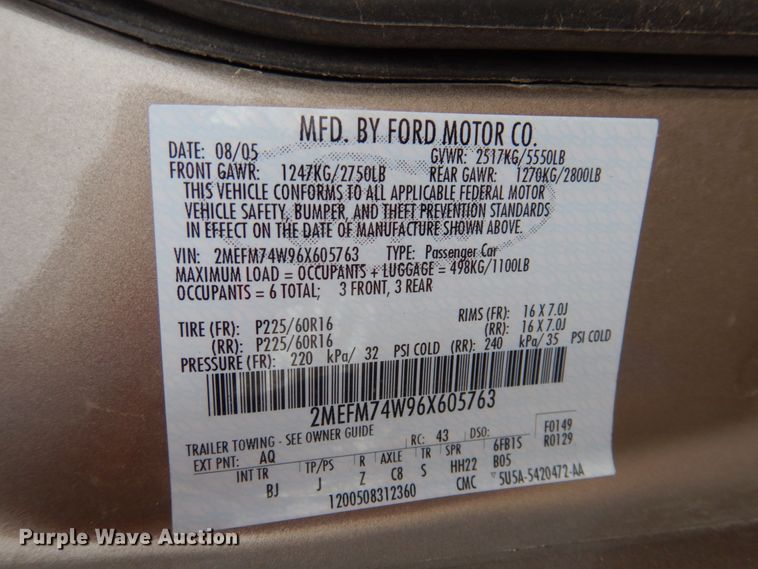 MFD. BY FORD MOTOR CO.
DATE: 08/05 GVWR: 2517KG/5550LB
FRONT GAWR: 1247KG/2750LB REAR GAWR: 1270KG/2800LB
THIS VEHICLE CONFORMS TO ALL APPLICABLE FEDERAL MOTOR
VEHICLE SAFETY, BUMPER, AND THEFT PREVENTION STANDARDS
IN EFFECT ON THE DATE OF MANUFACTURE SHOWN ABOVE.
VIN: 2MEFM74W96X605763 TYPE: Passenger Car
MAXIMUM LOAD = OCCUPANTS + LUGGAGE = 498KG/1100LB
OCCUPANTS = 6 TOTAL; 3 FRONT, 3 REAR
TIRE (FR): P225/60R16 RIMS (FR): 16 X 7.0J
(RR): P225/60R16 (RR): 16 X 7.0J
PRESSURE (FR): 220 kPa/ 32 PSI COLD (RR): 240 kPa/ 35 PSI COLD
2MEFM74W96X605763
TRAILER TOWING - SEE OWNER GUIDE RC: 43 DSO: F0149
EXT PNT: AQ 6FB1S R0129
INT TR TP/PS R AXLE TR SPR B05
BJ J Z C8 S HH22
1200508312360 CMC 5U5A-5420472-AA
Purple Wave Auction